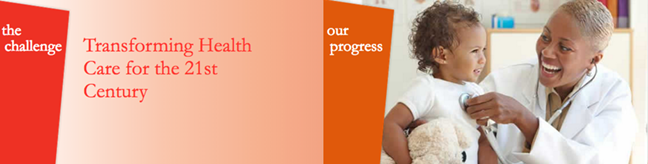 the
challenge
Transforming Health
Care for the 21st
Century
our
progress